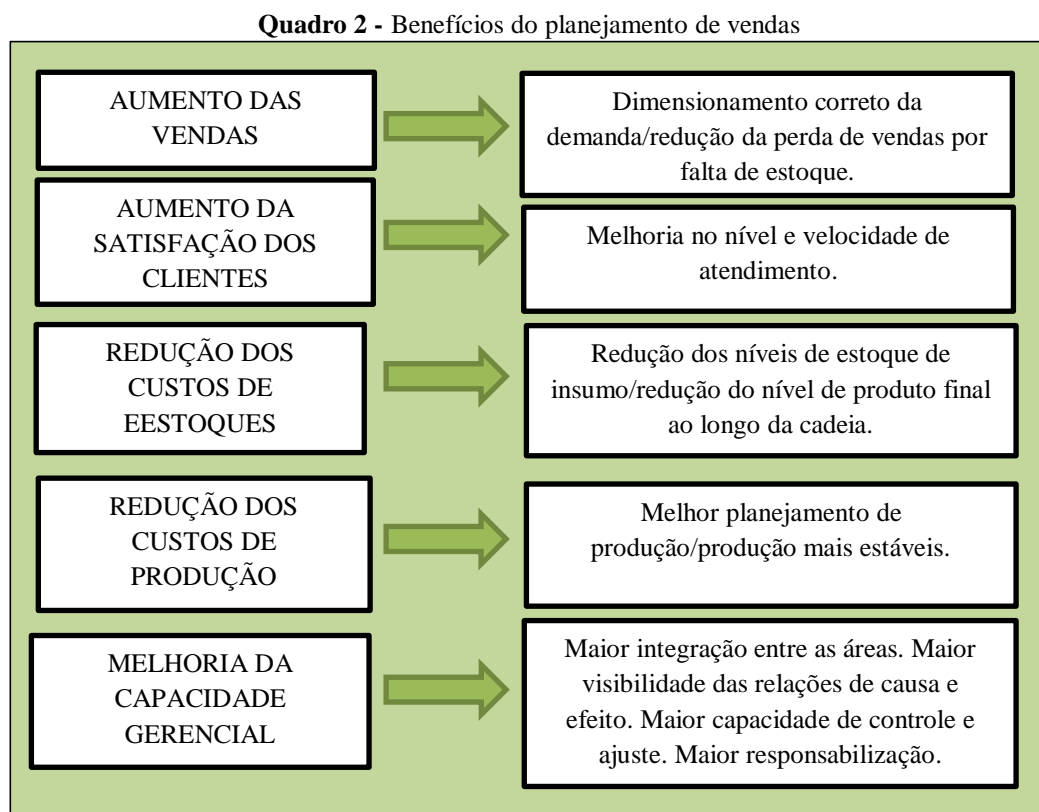 Quadro 2 - Benefícios do planejamento de vendas
AUMENTO DAS
VENDAS
Dimensionamento correto da
demanda/redução da perda de vendas por
falta de estoque.
AUMENTO DA
SATISFAÇÃO DOS
CLIENTES
Melhoria no nível e velocidade de
atendimento.
REDUÇÃO DOS
CUSTOS DE
EESTOQUES
Redução dos níveis de estoque de
insumo/redução do nível de produto final
ao longo da cadeia.
REDUÇÃO DOS
CUSTOS DE
PRODUÇÃO
Melhor planejamento de
produção/produção mais estáveis.
MELHORIA DA
CAPACIDADE
GERENCIAL
Maior integração entre as áreas. Maior
visibilidade das relações de causa e
efeito. Maior capacidade de controle e
ajuste. Maior responsabilização.